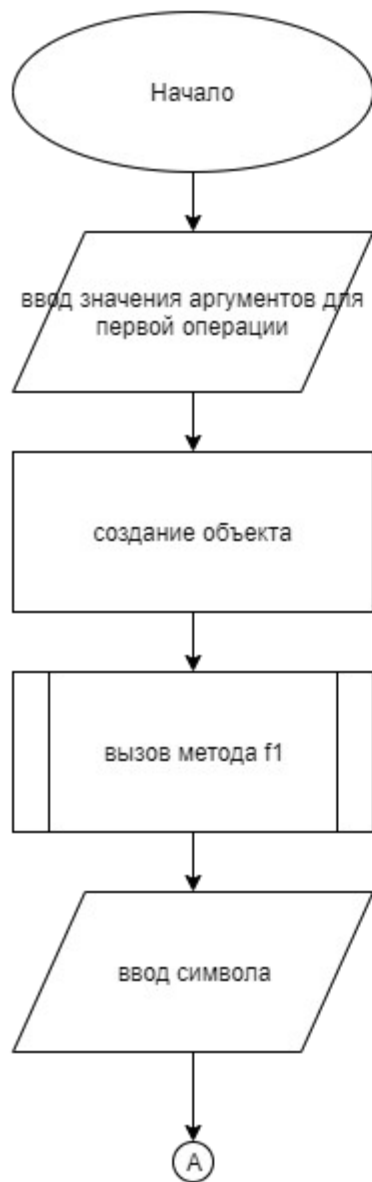 Начало
ввод значения аргументов для
первой операции
создание объекта
вызов метода f1
ввод символа
A